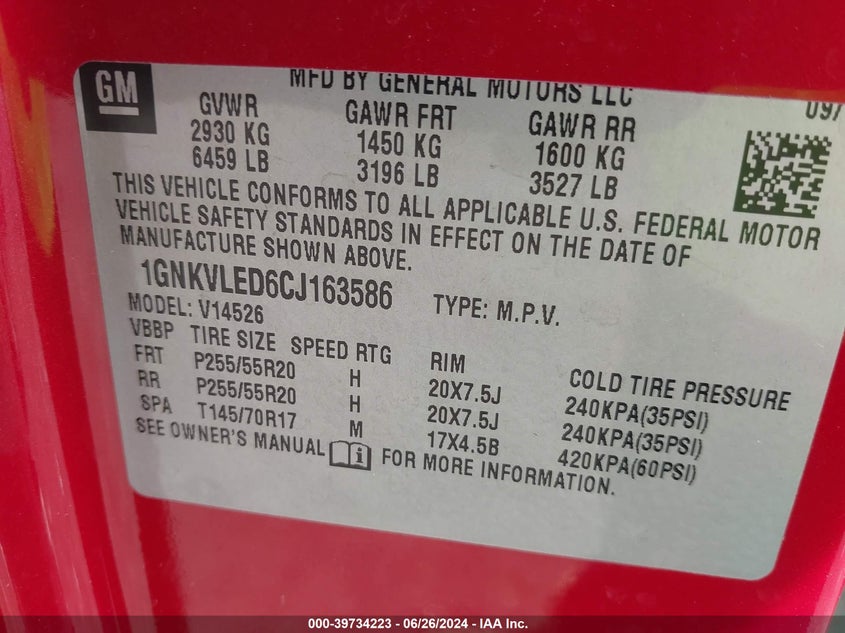 GM
MFD BY GENERAL MOTORS LLC
GVWR GAWR FRT GAWR RR
2930 KG 1450 KG 1600 KG
6459 LB 3196 LB 3527 LB
THIS VEHICLE CONFORMS TO ALL APPLICABLE U.S. FEDERAL MOTOR
VEHICLE SAFETY STANDARDS IN EFFECT ON THE DATE OF
MANUFACTURE SHOWN ABOVE.
1GNKVLED6CJ163586 TYPE: M.P.V.
MODEL: V14526
VBBP TIRE SIZE SPEED RTG RIM COLD TIRE PRESSURE
FRT P255/55R20 H 20X7.5J 240KPA(35PSI)
RR P255/55R20 H 20X7.5J 240KPA(35PSI)
SPA T145/70R17 M 17X4.5B 420KPA(60PSI)
SEE OWNER'S MANUAL i FOR MORE INFORMATION.
000-39734223 - 06/26/2024 - IAA Inc.